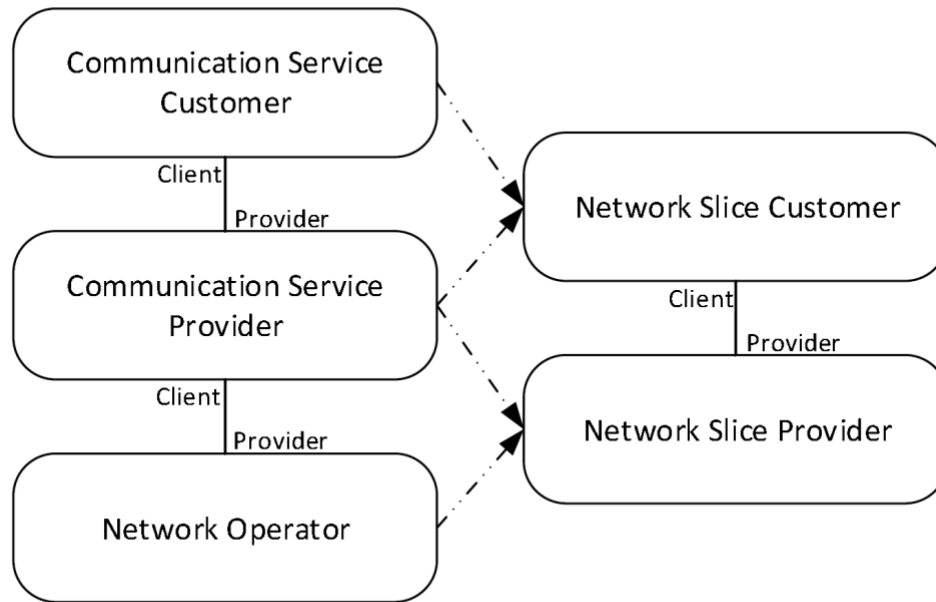 Communication Service
Customer
Client
Provider
Communication Service
Provider
Client
Provider
Network Operator
Network Slice Customer
Client
Provider
Network Slice Provider